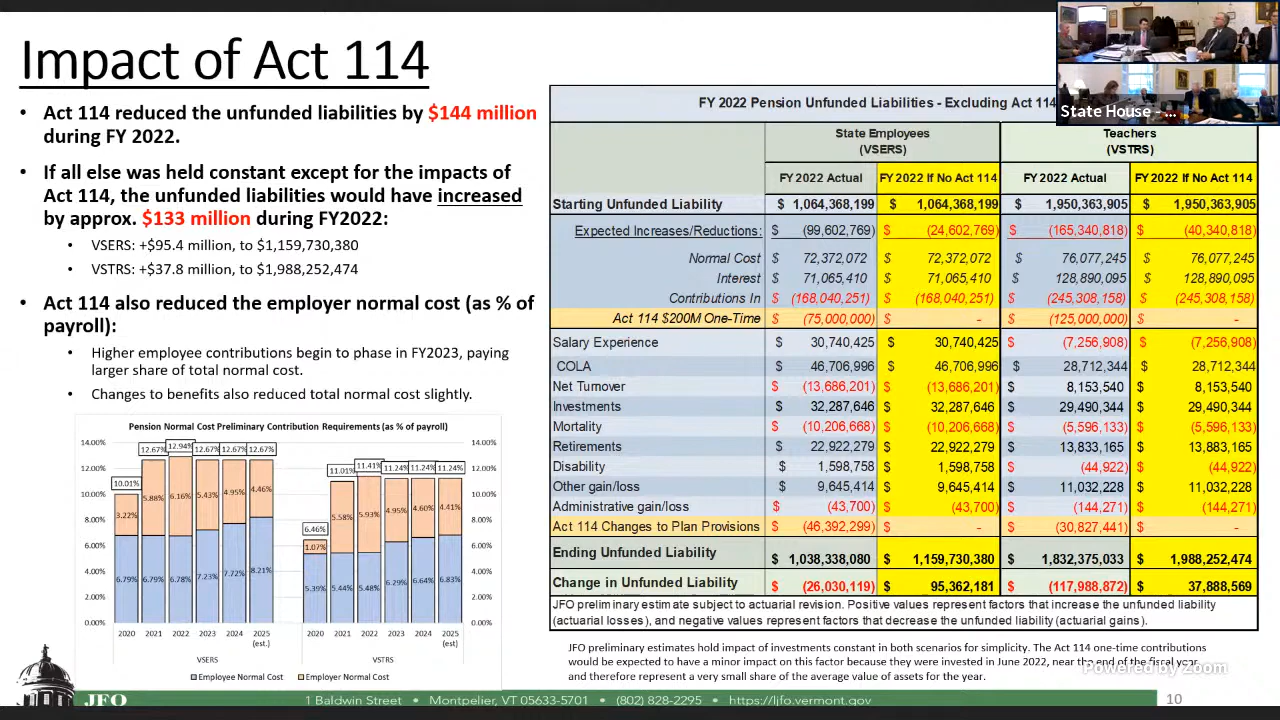 Impact of Act 114
• Act 114 reduced the unfunded liabilities by $144 million
during FY 2022.
• If all else was held constant except for the impacts of
Act 114, the unfunded liabilities would have increased
by approx. $133 million during FY2022:
• VSERS: +$95.4 million, to $1,159,730,380
• VSTRS: +$37.8 million, to $1,988,252,474
• Act 114 also reduced the employer normal cost (as % of
payroll):
• Higher employee contributions begin to phase in FY2023, paying
larger share of total normal cost.
• Changes to benefits also reduced total normal cost slightly.
Pension Normal Cost Preliminary Contribution Requirements (as % of payroll)
14.00% 12.67% 12.94% 12.67% 12.67% 12.67% 14.00%
12.00% 11.01% 11.41% 11.24% 11.24% 11.24% 12.00%
10.01%
10.00% 5.88% 6.16% 5.43% 4.95% 4.46% 10.00%
3.22% 5.58% 5.93% 4.95% 4.60% 4.41%
8.00% 6.46% 8.00%
6.00% 1.07% 6.00%
4.00% 6.79% 6.79% 6.78% 7.23% 7.72% 8.21% 5.39% 5.44% 5.48% 6.29% 6.64% 6.83% 4.00%
2.00% 2.00%
0.00% 0.00%
2020 2021 2022 2023 2024 2025 2020 2021 2022 2023 2024 2025
(est.) (est)
VSERS VSTRS
Employee Normal Cost Employer Normal Cost
FY 2022 Pension Unfunded Liabilities - Excluding Act 114
State Employees Teachers
(VSERS) (VSTRS)
FY 2022 Actual FY 2022 If No Act 114 FY 2022 Actual FY 2022 If No Act 114
Starting Unfunded Liability $ 1,064,368,199 $ 1,064,368,199 $ 1,950,363,905 $ 1,950,363,905
Expected Increases/Reductions: $ (99,602,769) $ (24,602,769) $ (165,340,818) $ (40,340,818)
Normal Cost $ 72,372,072 $ 72,372,072 $ 76,077,245 $ 76,077,245
Interest $ 71,065,410 $ 71,065,410 $ 128,890,095 $ 128,890,095
Contributions In $ (168,040,251) $ (168,040,251) $ (245,308,158) $ (245,308,158)
Act 114 $200M One-Time $ (75,000,000) $ - $ (125,000,000) $ -
Salary Experience $ 30,740,425 $ 30,740,425 $ (7,256,908) $ (7,256,908)
COLA $ 46,706,996 $ 46,706,996 $ 28,712,344 $ 28,712,344
Net Turnover $ (13,686,201) $ (13,686,201) $ 8,153,540 $ 8,153,540
Investments $ 32,287,646 $ 32,287,646 $ 29,490,344 $ 29,490,344
Mortality $ (10,206,668) $ (10,206,668) $ (5,596,133) $ (5,596,133)
Retirements $ 22,922,279 $ 22,922,279 $ 13,833,165 $ 13,883,165
Disability $ 1,598,758 $ 1,598,758 $ (44,922) $ (44,922)
Other gain/loss $ 9,645,414 $ 9,645,414 $ 11,032,228 $ 11,032,228
Administrative gain/loss $ (43,700) $ (43,700) $ (144,271) $ (144,271)
Act 114 Changes to Plan Provisions $ (46,392,299) $ - $ (30,827,441) $ -
Ending Unfunded Liability $ 1,038,338,080 $ 1,159,730,380 $ 1,832,375,033 $ 1,988,252,474
Change in Unfunded Liability $ (26,030,119) $ 95,362,181 $ (117,988,872) $ 37,888,569
JFO preliminary estimate subject to actuarial revision. Positive values represent factors that increase the unfunded liability
(actuarial losses), and negative values represent factors that decrease the unfunded liability (actuarial gains).
JFO preliminary estimates hold impact of investments constant in both scenarios for simplicity. The Act 114 one-time contributions
would be expected to have a minor impact on this factor because they were invested in June 2022, near the end of the fiscal year
and therefore represent a very small share of the average value of assets for the year.
State House - ...
Powered by Zoom
JFO 1 Baldwin Street • Montpelier, VT 05633-5701 • (802) 828-2295 • https://ljfo.vermont.gov 10